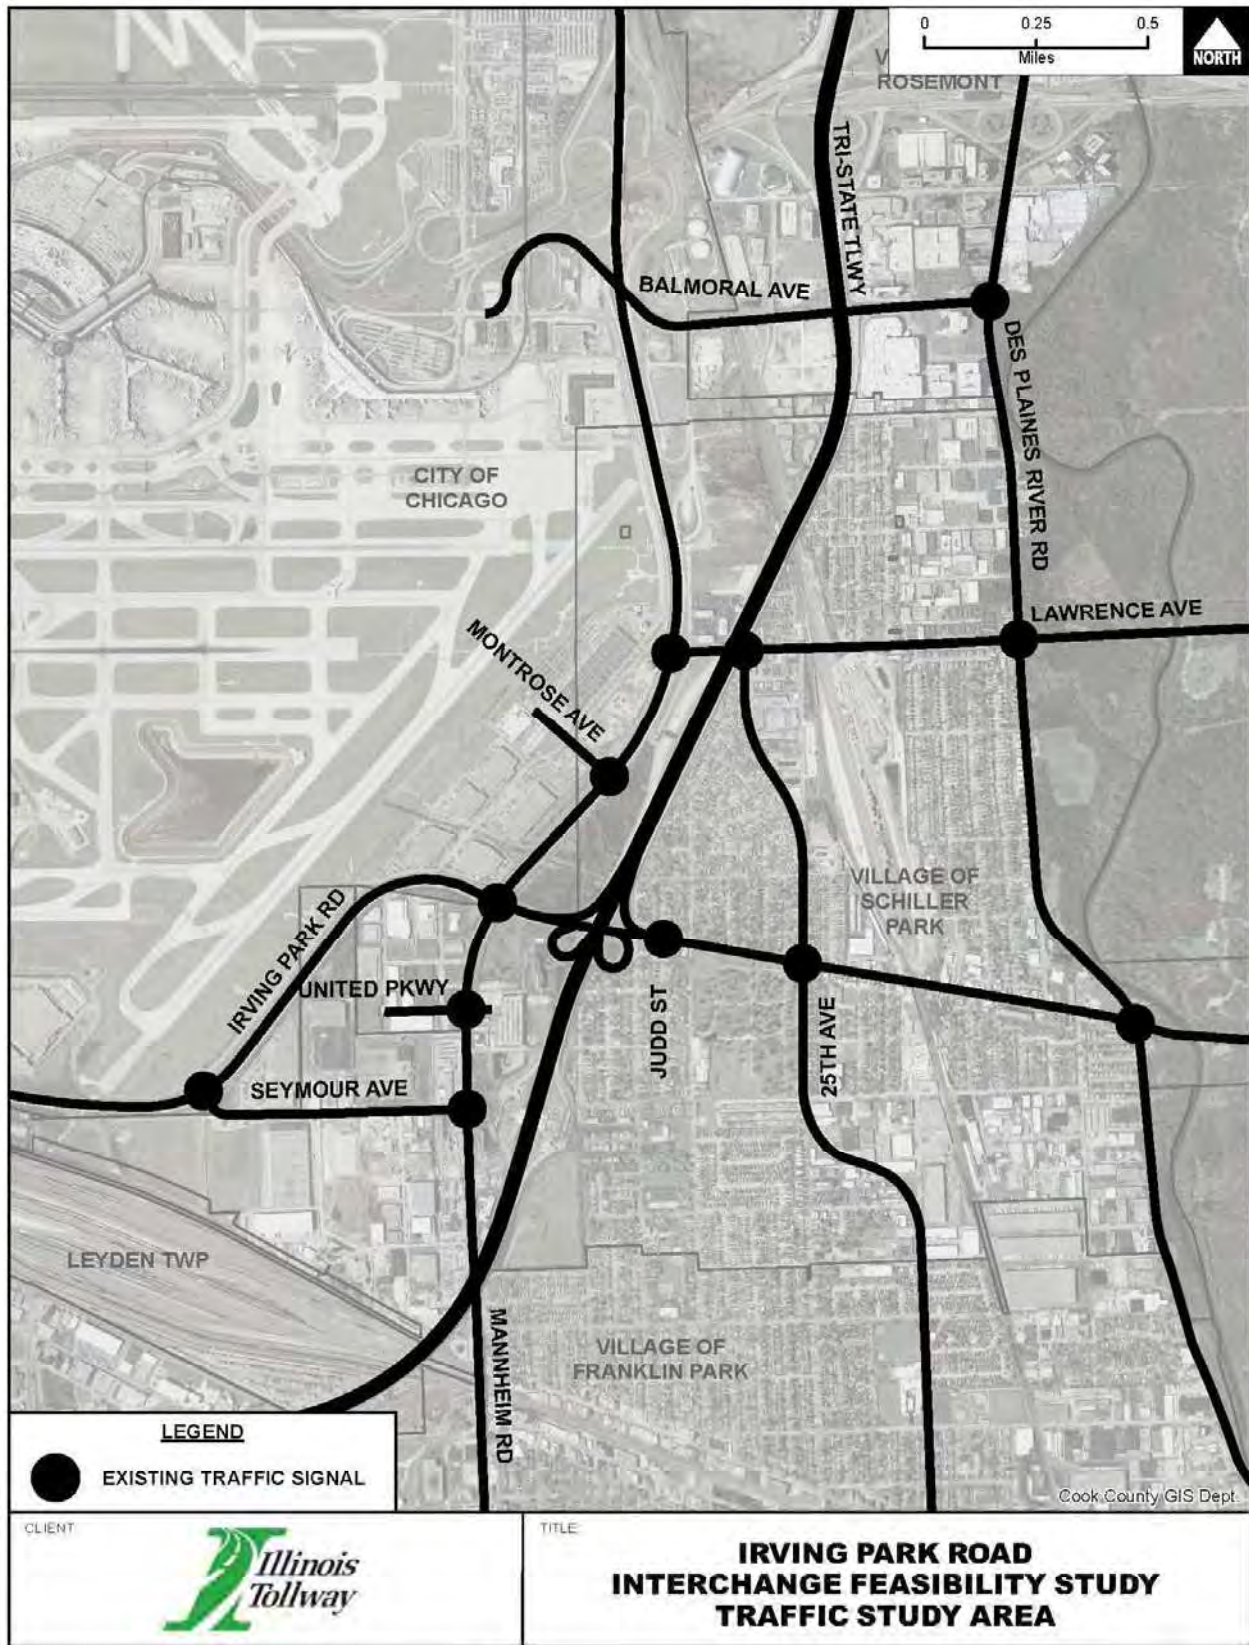 0 0.25 0.5
Miles
NORTH
V
ROSEMONT
TRI-STATE TLWY
BALMORAL AVE
DES PLAINES RIVER RD
CITY OF
CHICAGO
LAWRENCE AVE
MONTROSE AVE
VILLAGE OF
SCHILLER
PARK
IRVING PARK RD
UNITED PKWY
JUDD ST
25TH AVE
SEYMOUR AVE
LEYDEN TWP
MANNHEIM RD
VILLAGE OF
FRANKLIN PARK
LEGEND
EXISTING TRAFFIC SIGNAL
Cook County GIS Dept
CLIENT
Illinois
Tollway
TITLE
IRVING PARK ROAD
INTERCHANGE FEASIBILITY STUDY
TRAFFIC STUDY AREA